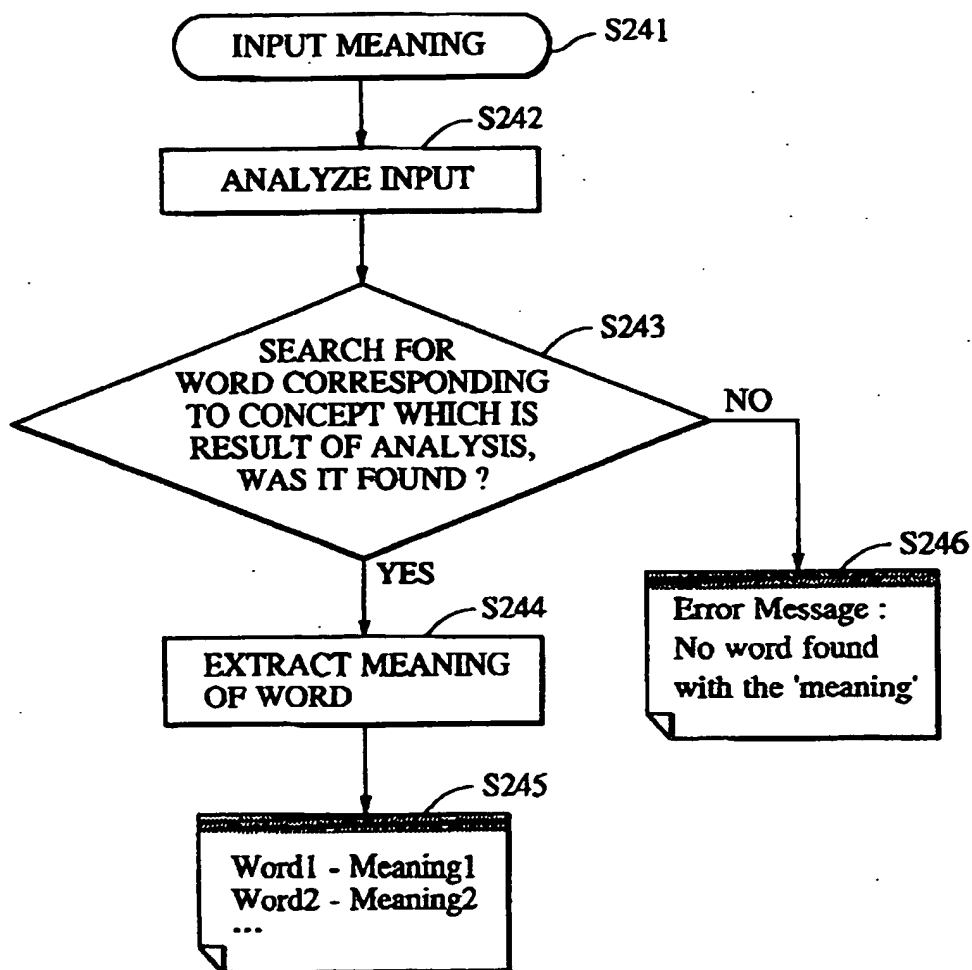 INPUT MEANING
S241
S242
ANALYZE INPUT
S243
SEARCH FOR
WORD CORRESPONDING
TO CONCEPT WHICH IS
RESULT OF ANALYSIS,
WAS IT FOUND ?
NO
YES
S246
Error Message :
No word found
with the 'meaning'
S244
EXTRACT MEANING
OF WORD
S245
Word1 - Meaning1
Word2 - Meaning2
...